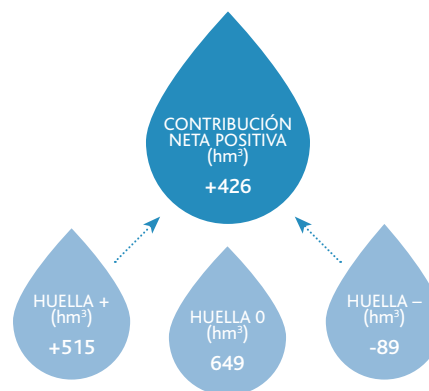 CONTRIBUCIÓN
NETA POSITIVA
(hm³)
+426
HUELLA +
(hm³)
+515
HUELLA 0
(hm³)
649
HUELLA –
(hm³)
-89